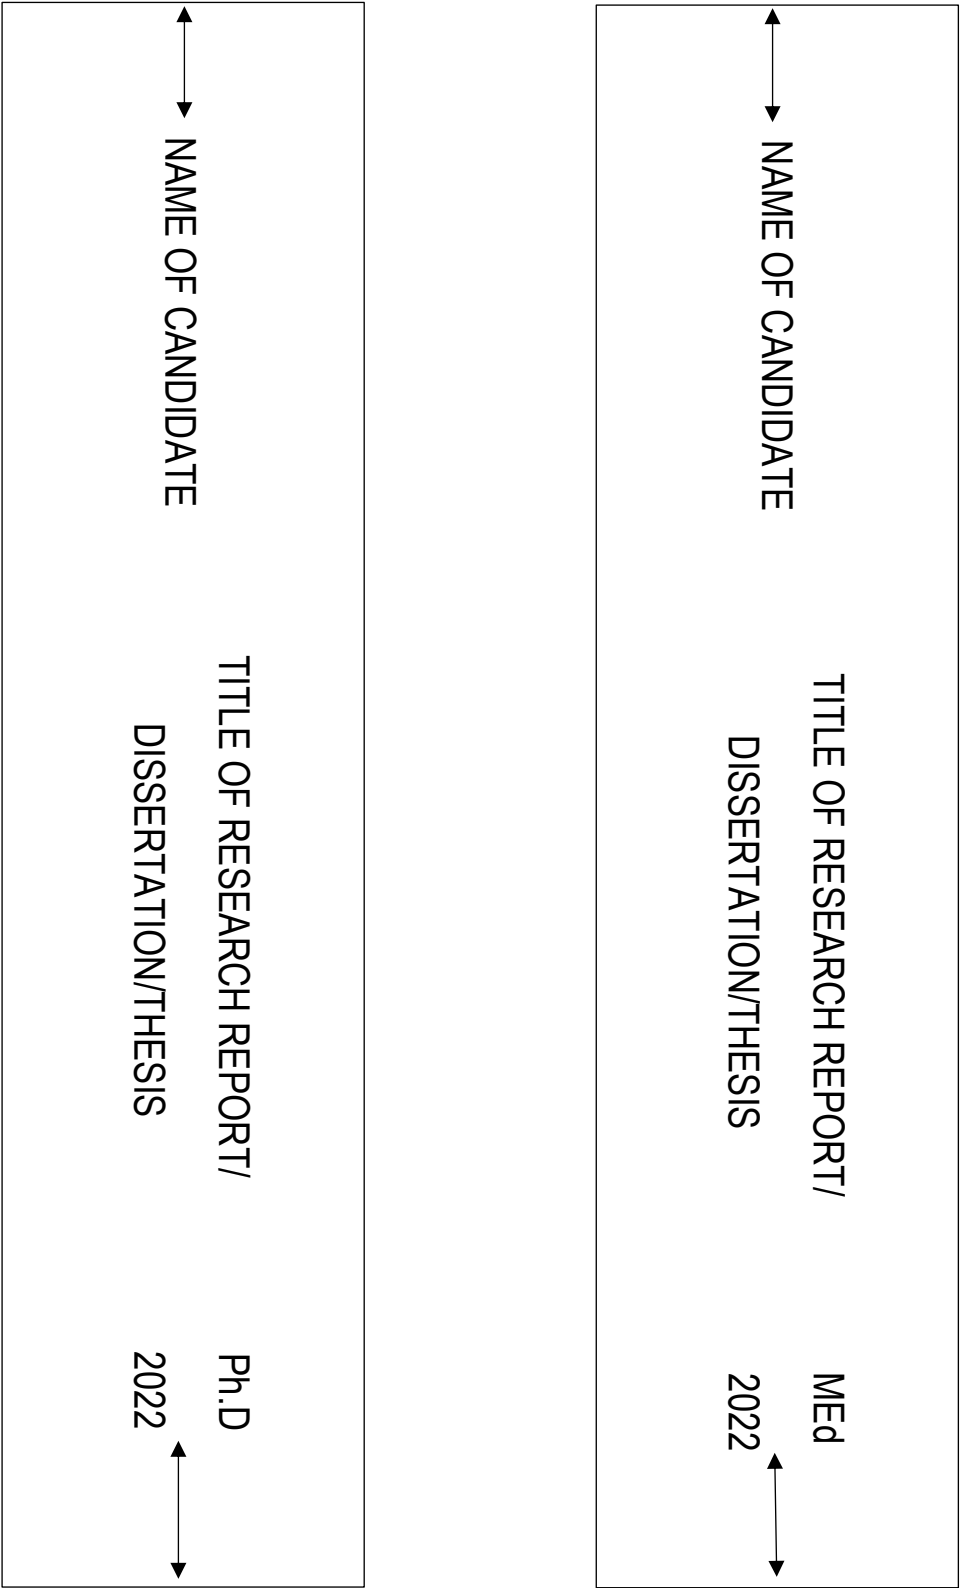 NAME OF CANDIDATE
TITLE OF RESEARCH REPORT/
DISSERTATION/THESIS
MEd
2022
NAME OF CANDIDATE
TITLE OF RESEARCH REPORT/
DISSERTATION/THESIS
Ph.D
2022